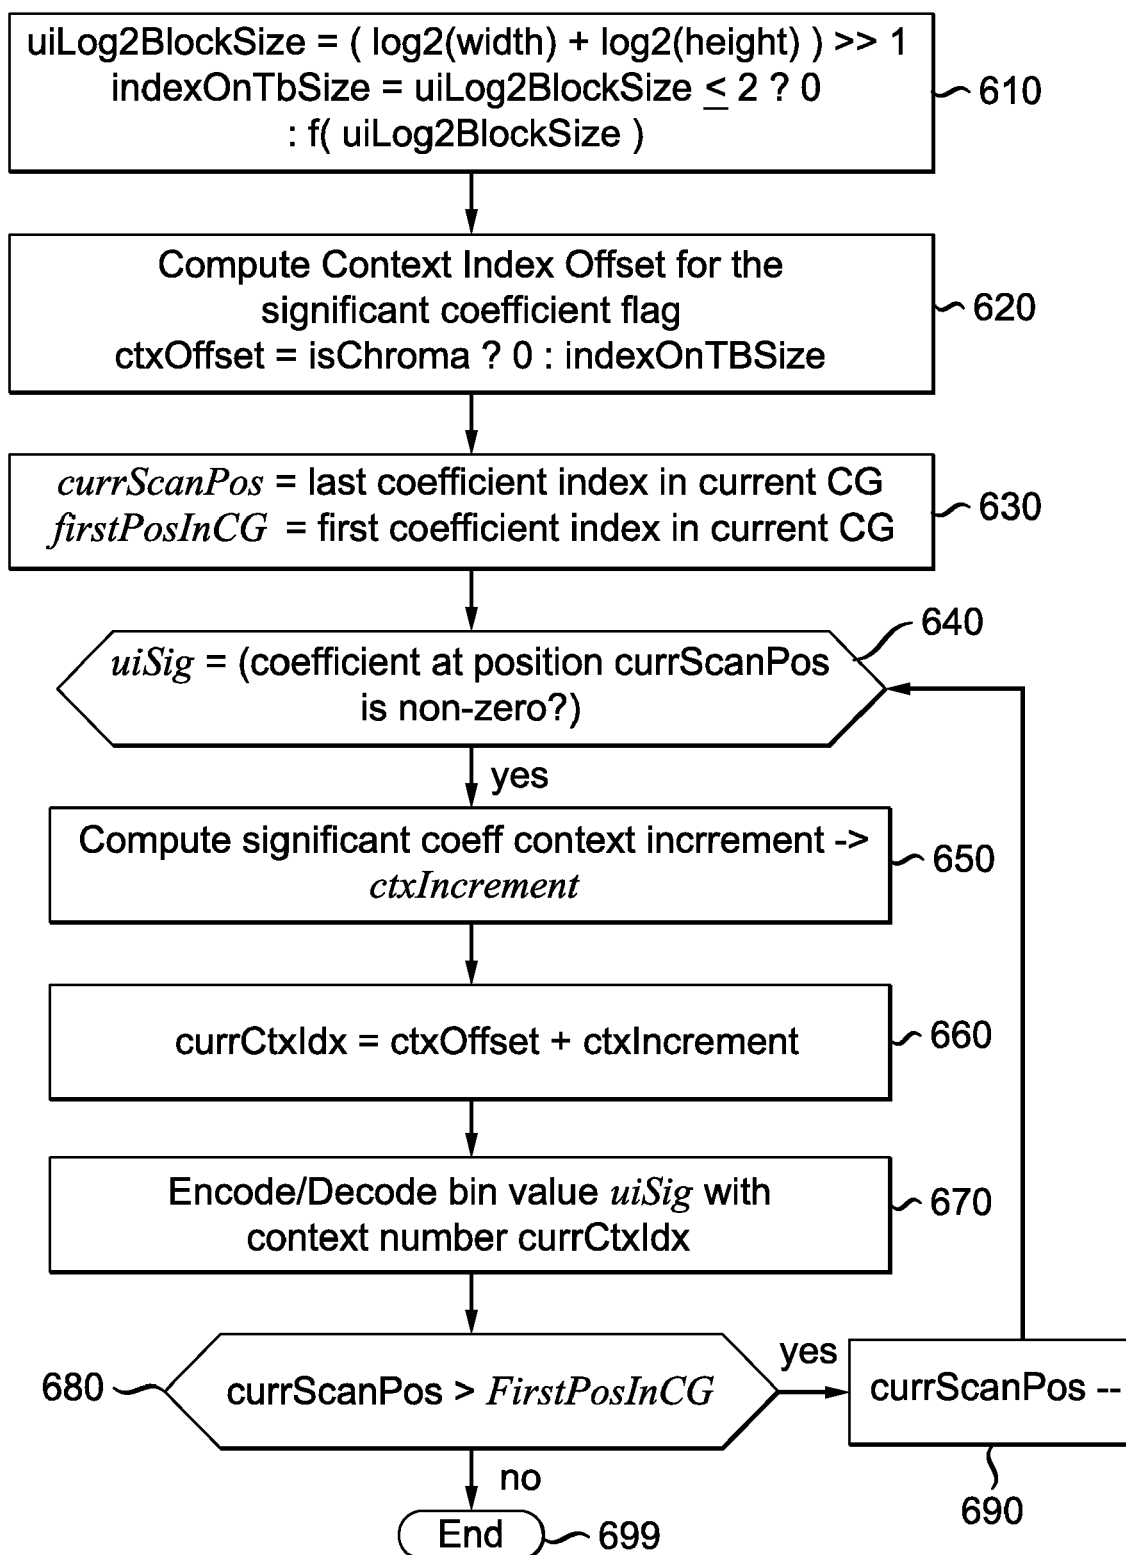 uiLog2BlockSize = ( log2(width) + log2(height) ) >> 1
indexOnTbSize = uiLog2BlockSize ≤ 2 ? 0
: f( uiLog2BlockSize )
610
Compute Context Index Offset for the
significant coefficient flag
ctxOffset = isChroma ? 0 : indexOnTBSize
620
currScanPos = last coefficient index in current CG
firstPosInCG = first coefficient index in current CG
630
640
uiSig = (coefficient at position currScanPos
is non-zero?)
yes
Compute significant coeff context incrrement ->
ctxIncrement
650
currCtxIdx = ctxOffset + ctxIncrement
660
Encode/Decode bin value uiSig with
context number currCtxIdx
670
680
currScanPos > FirstPosInCG
yes
currScanPos --
690
no
End
699